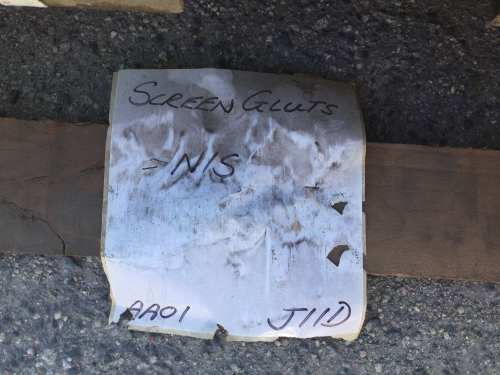 SCREEN GLUTS
- N/S
AA01 J11D